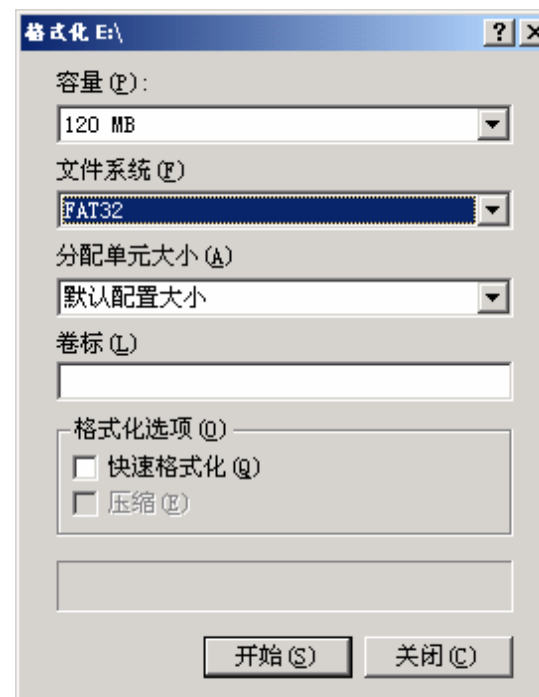 格式化 E:\
容量(P):
120 MB
文件系统(F)
FAT32
分配单元大小(A)
默认配置大小
卷标(L)
格式化选项(O)
快速格式化(Q)
压缩(E)
开始(S) 关闭(C)